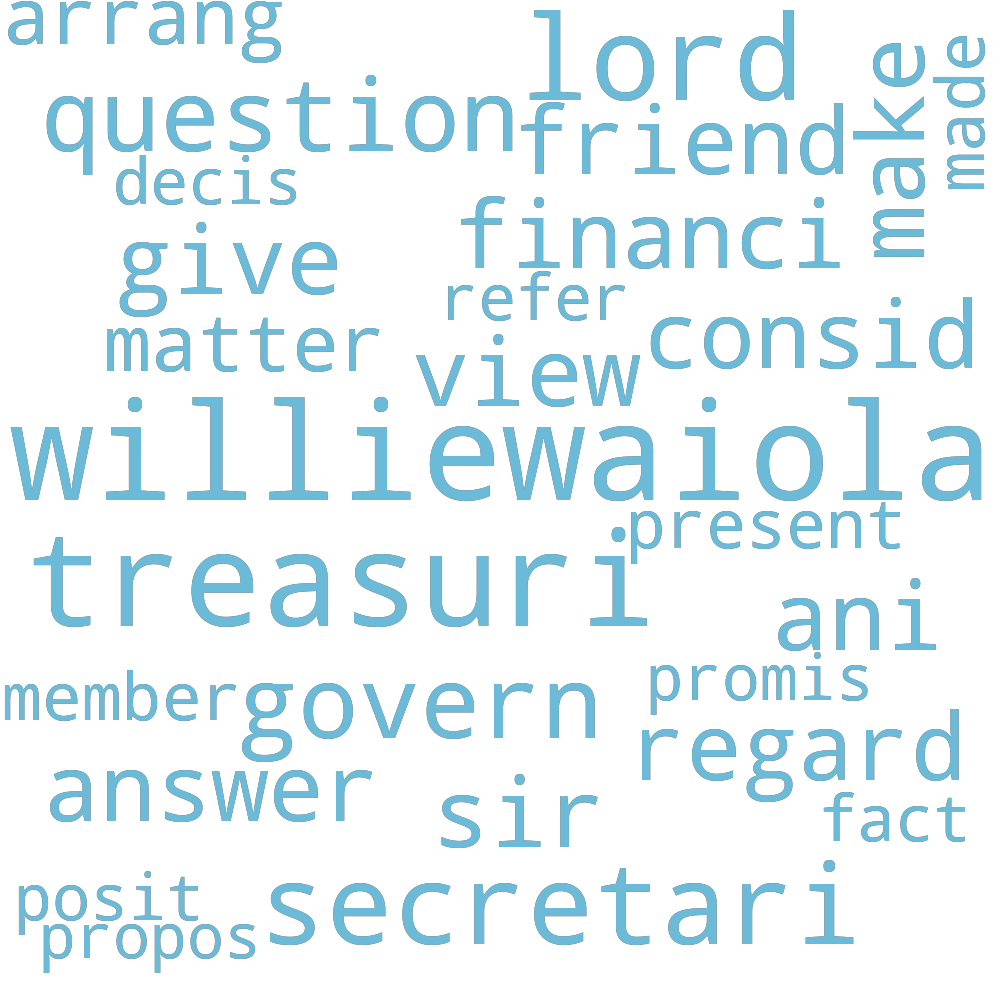 arrang
lord
make
made
question
friend
decis
financi
give
refer
consid
matter
view
williewaiola
present
treasuri
ani
promis
member
govern
regard
answer
sir
fact
secretari
posit
propos